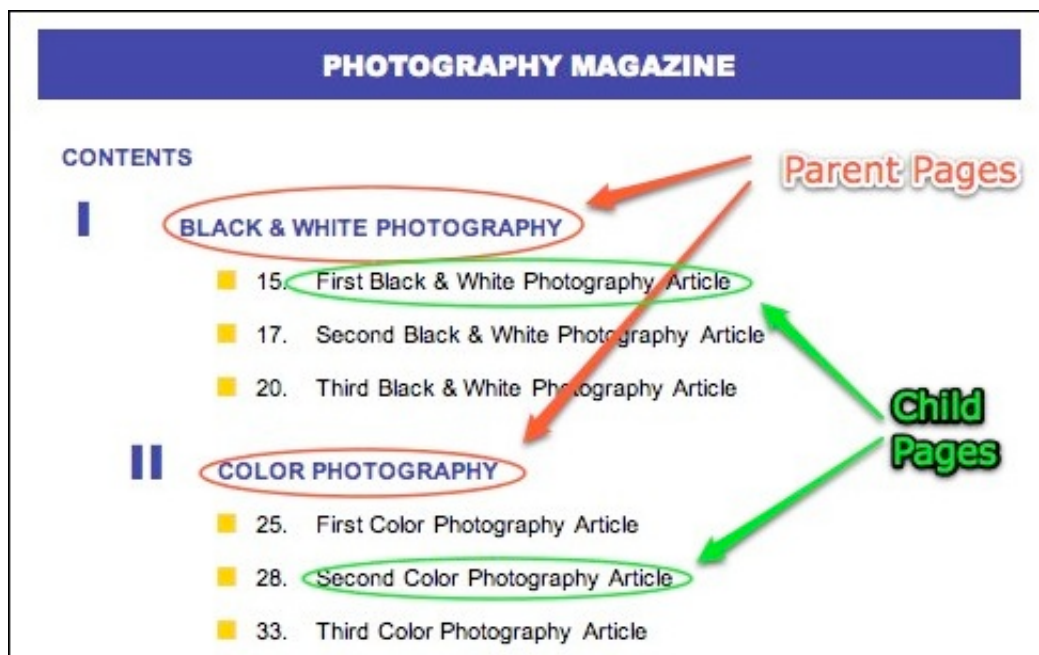 PHOTOGRAPHY MAGAZINE
CONTENTS
Parent Pages
I
BLACK & WHITE PHOTOGRAPHY
15. First Black & White Photography Article
17. Second Black & White Photography Article
20. Third Black & White Photography Article
Child
Pages
II
COLOR PHOTOGRAPHY
25. First Color Photography Article
28. Second Color Photography Article
33. Third Color Photography Article